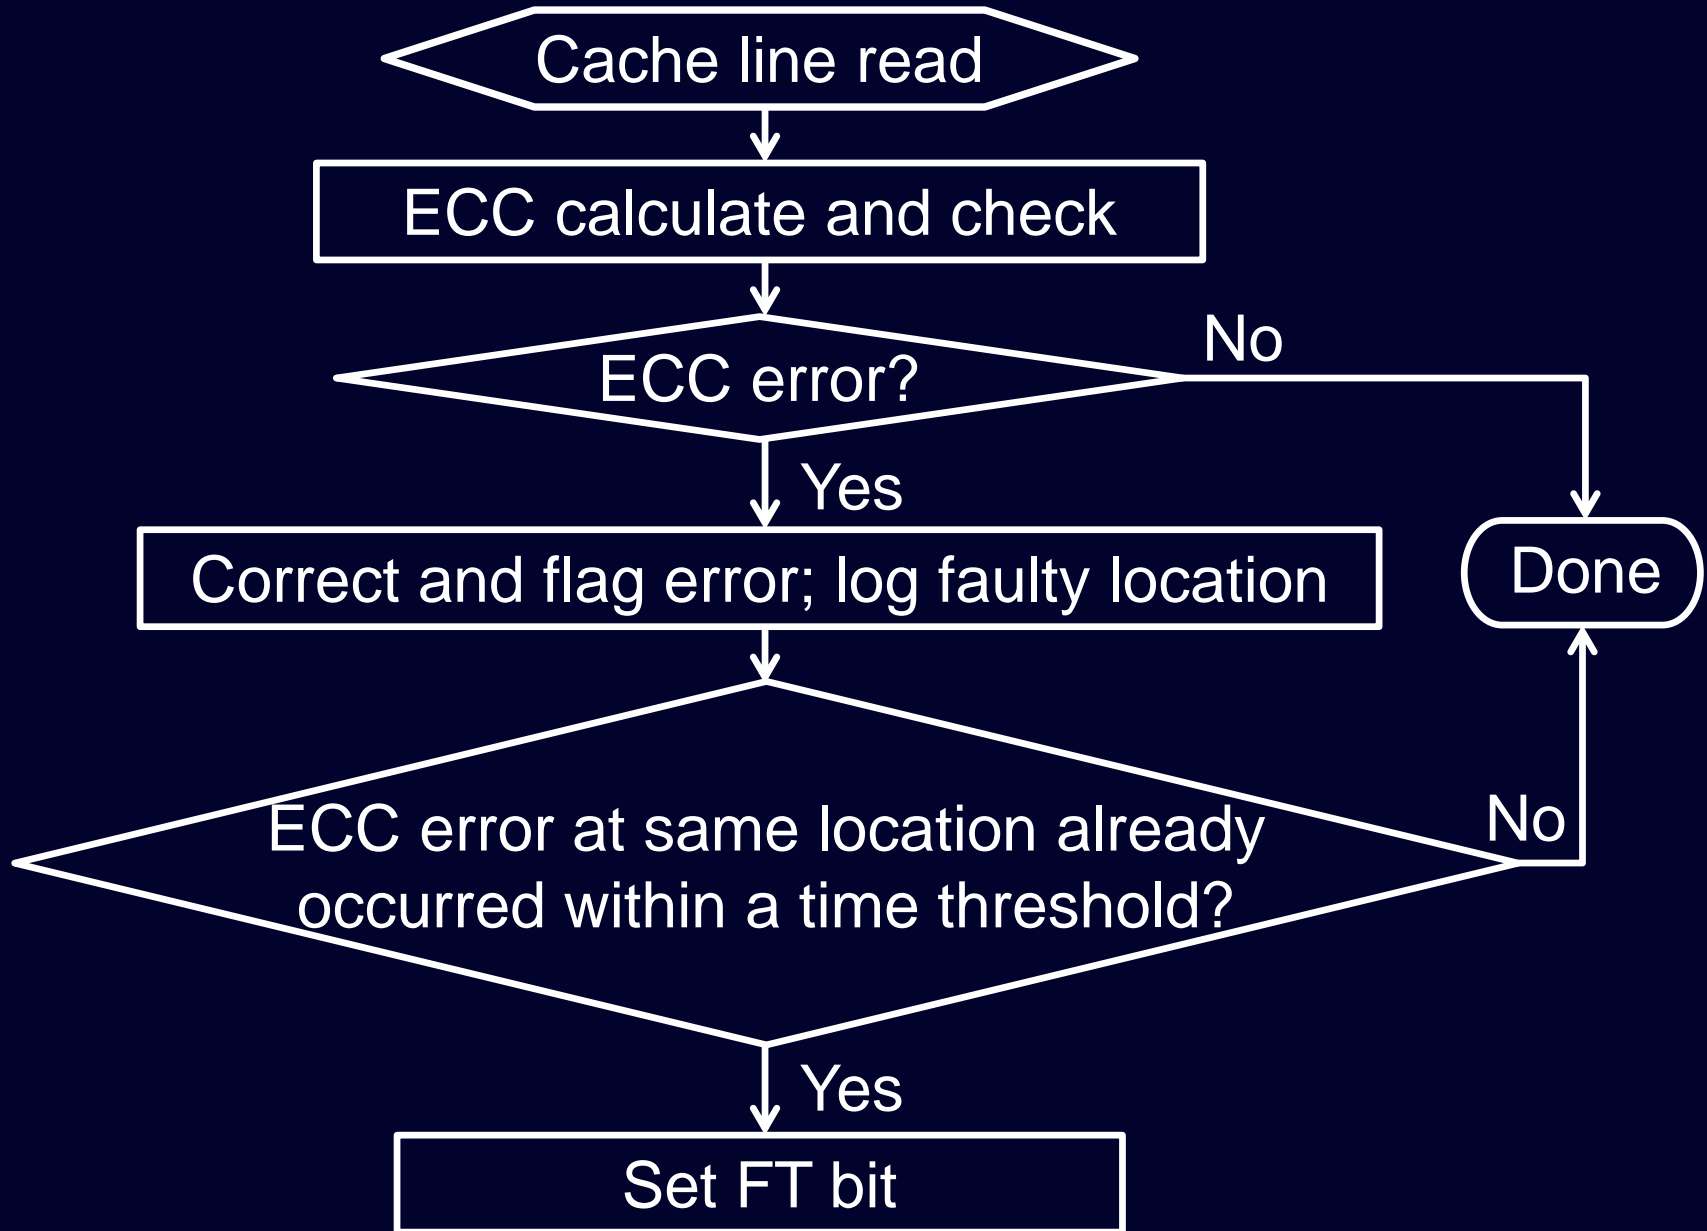 Cache line read
ECC calculate and check
ECC error?
No
Yes
Correct and flag error; log faulty location
Done
ECC error at same location already
occurred within a time threshold?
No
Yes
Set FT bit